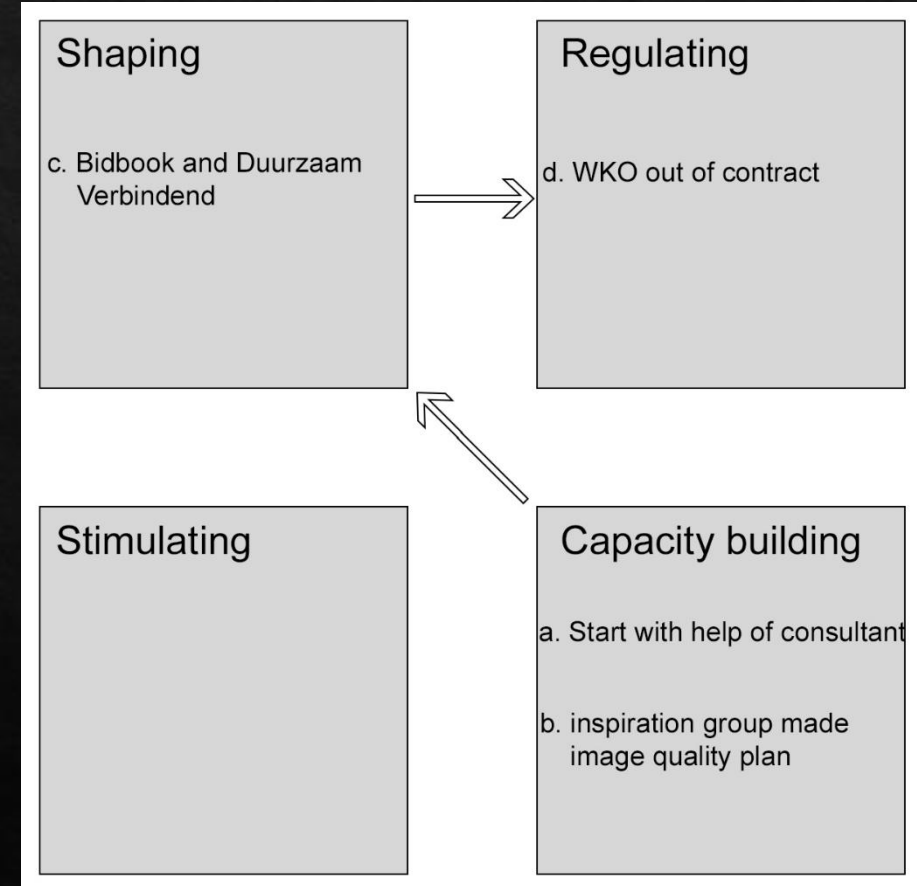 Shaping
c. Bidbook and Duurzaam
Verbindend
Regulating
d. WKO out of contract
Stimulating
Capacity building
a. Start with help of consultant
b. inspiration group made
image quality plan